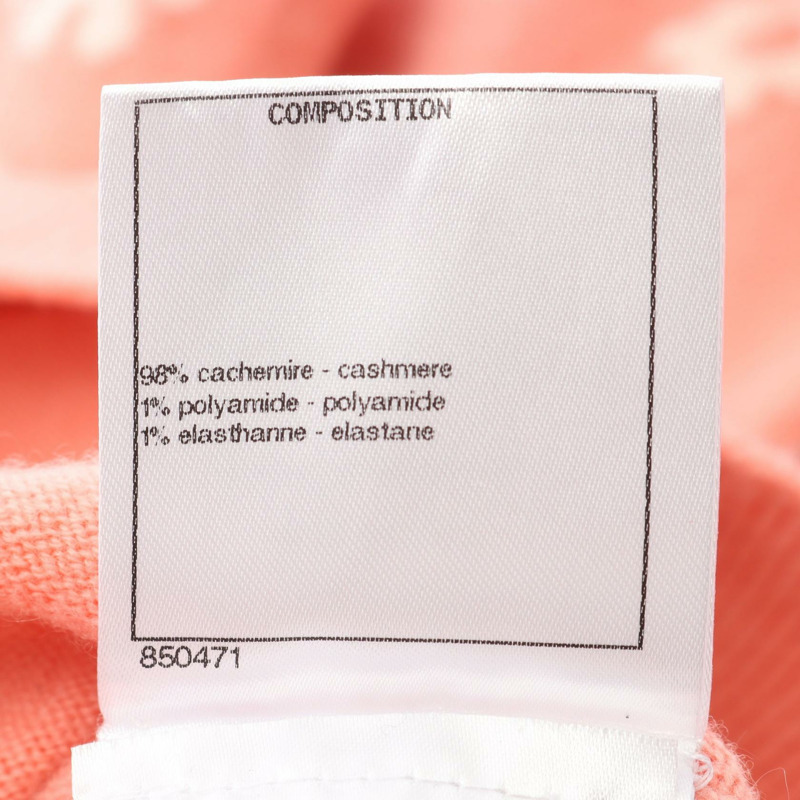 COMPOSITION
98% cachemire - cashmere
1% polyamide - polyamide
1% elasthanne - elastane
850471